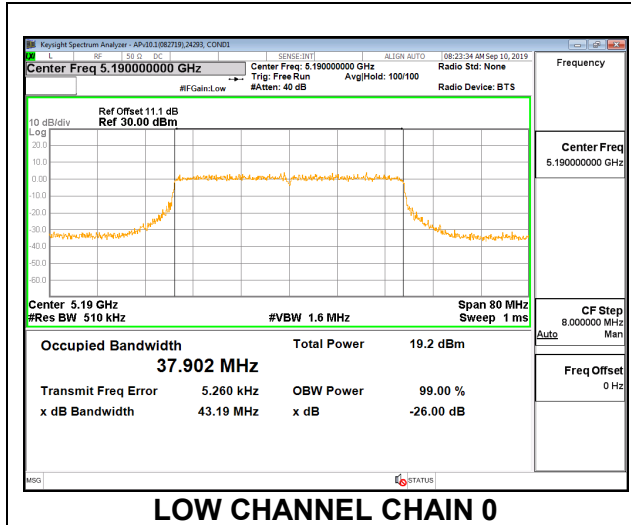 Keysight Spectrum Analyzer - APv10.1(082719),24293, COND1
LXI L RF 50 Ω DC SENSE:INT ALIGN AUTO 08:23:34 AM Sep 10, 2019
Center Freq 5.190000000 GHz
Center Freq: 5.190000000 GHz Radio Std: None
Trig: Free Run Avg|Hold: 100/100
#IFGain:Low #Atten: 40 dB Radio Device: BTS
Frequency
Ref Offset 11.1 dB
10 dB/div Ref 30.00 dBm
Log
20.0
10.0
0.00
-10.0
-20.0
-30.0
-40.0
-50.0
-60.0
Center 5.19 GHz Span 80 MHz
#Res BW 510 kHz #VBW 1.6 MHz Sweep 1 ms
Center Freq
5.190000000 GHz
CF Step
8.000000 MHz
Auto Man
Freq Offset
0 Hz
Occupied Bandwidth Total Power 19.2 dBm
37.902 MHz
Transmit Freq Error 5.260 kHz OBW Power 99.00 %
x dB Bandwidth 43.19 MHz x dB -26.00 dB
MSG STATUS
LOW CHANNEL CHAIN 0